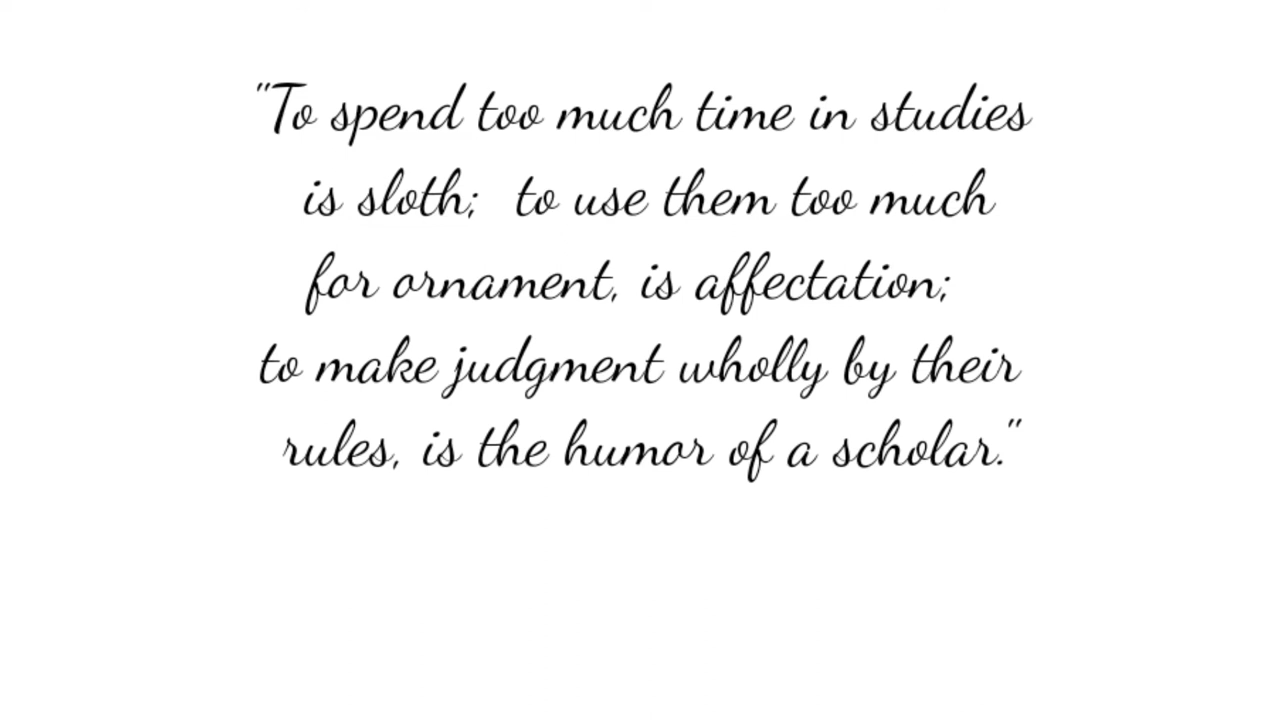 "To spend too much time in studies
is sloth; to use them too much
for ornament, is affectation;
to make judgment wholly by their
rules, is the humor of a scholar."